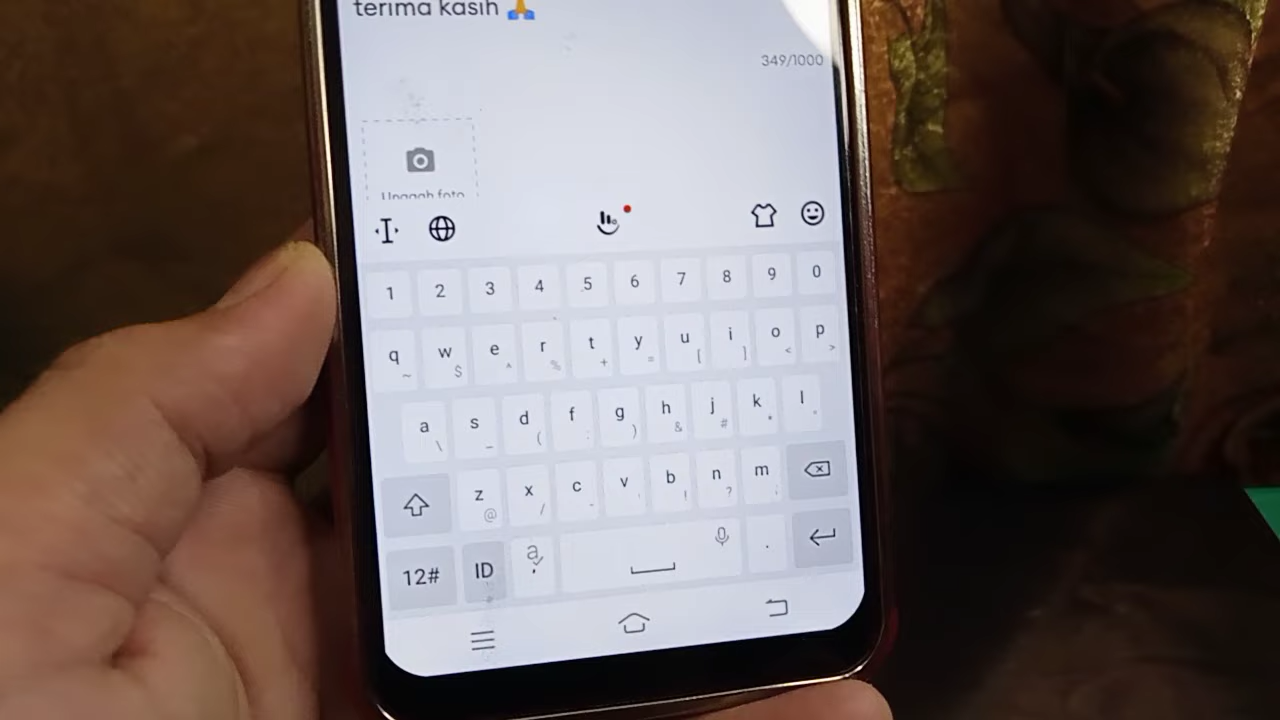 terima kasih 🙏
349/1000
Unggah foto
1 2 3 4 5 6 7 8 9 0
q w e r t y u i o p
~ $ ^ % + = [ ] < >
a s d f g h j k l
\ _ ( : ) & # *
z x c v b n m
@ / - ' ! ? ;
12# ID a , .